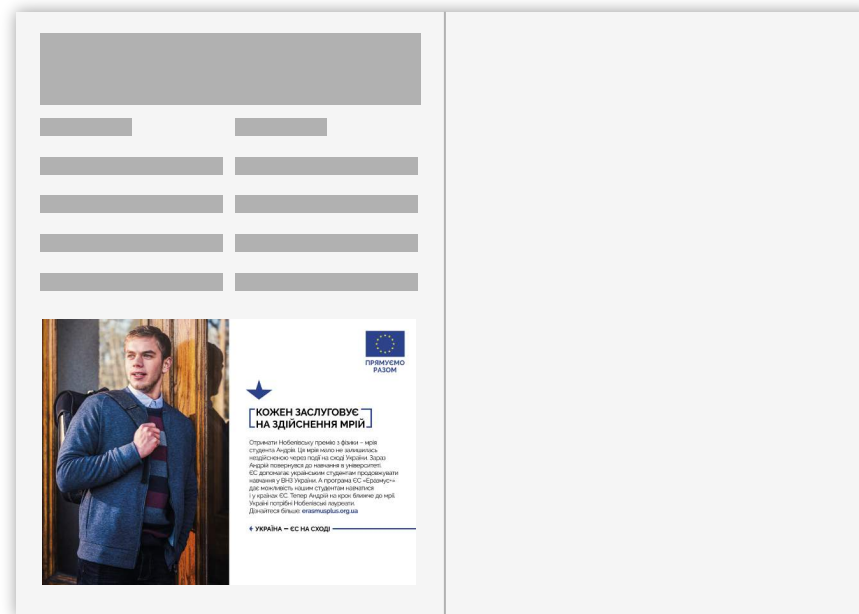 ПРЯМУЄМО
РАЗОМ
КОЖЕН ЗАСЛУГОВУЄ
НА ЗДІЙСНЕННЯ МРІЙ
Отримати Нобелівську премію з фізики – мрія
студента Андрія. Ця мрія мало не залишилась
нездійсненою через події на сході України. Зараз
Андрій повернувся до навчання в університеті.
ЄС допомагає українським студентам продовжувати
навчання у ВНЗ України. А програма ЄС «Еразмус+»
дає можливість нашим студентам навчатися
і у країнах ЄС. Тепер Андрій на крок ближче до мрії.
Україні потрібні Нобелівські лауреати.
Дізнайтеся більше: erasmusplus.org.ua
УКРАЇНА – ЄС НА СХОДІ